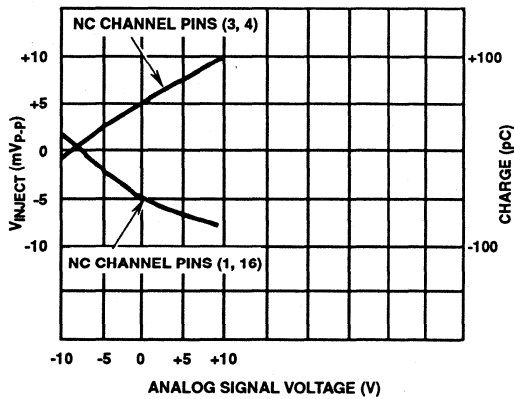 NC CHANNEL PINS (3, 4)
+10
+5
0
-5
-10
VINJECT (mVP-P)
+100
-100
CHARGE (pC)
NC CHANNEL PINS (1, 16)
-10 -5 0 +5 +10
ANALOG SIGNAL VOLTAGE (V)